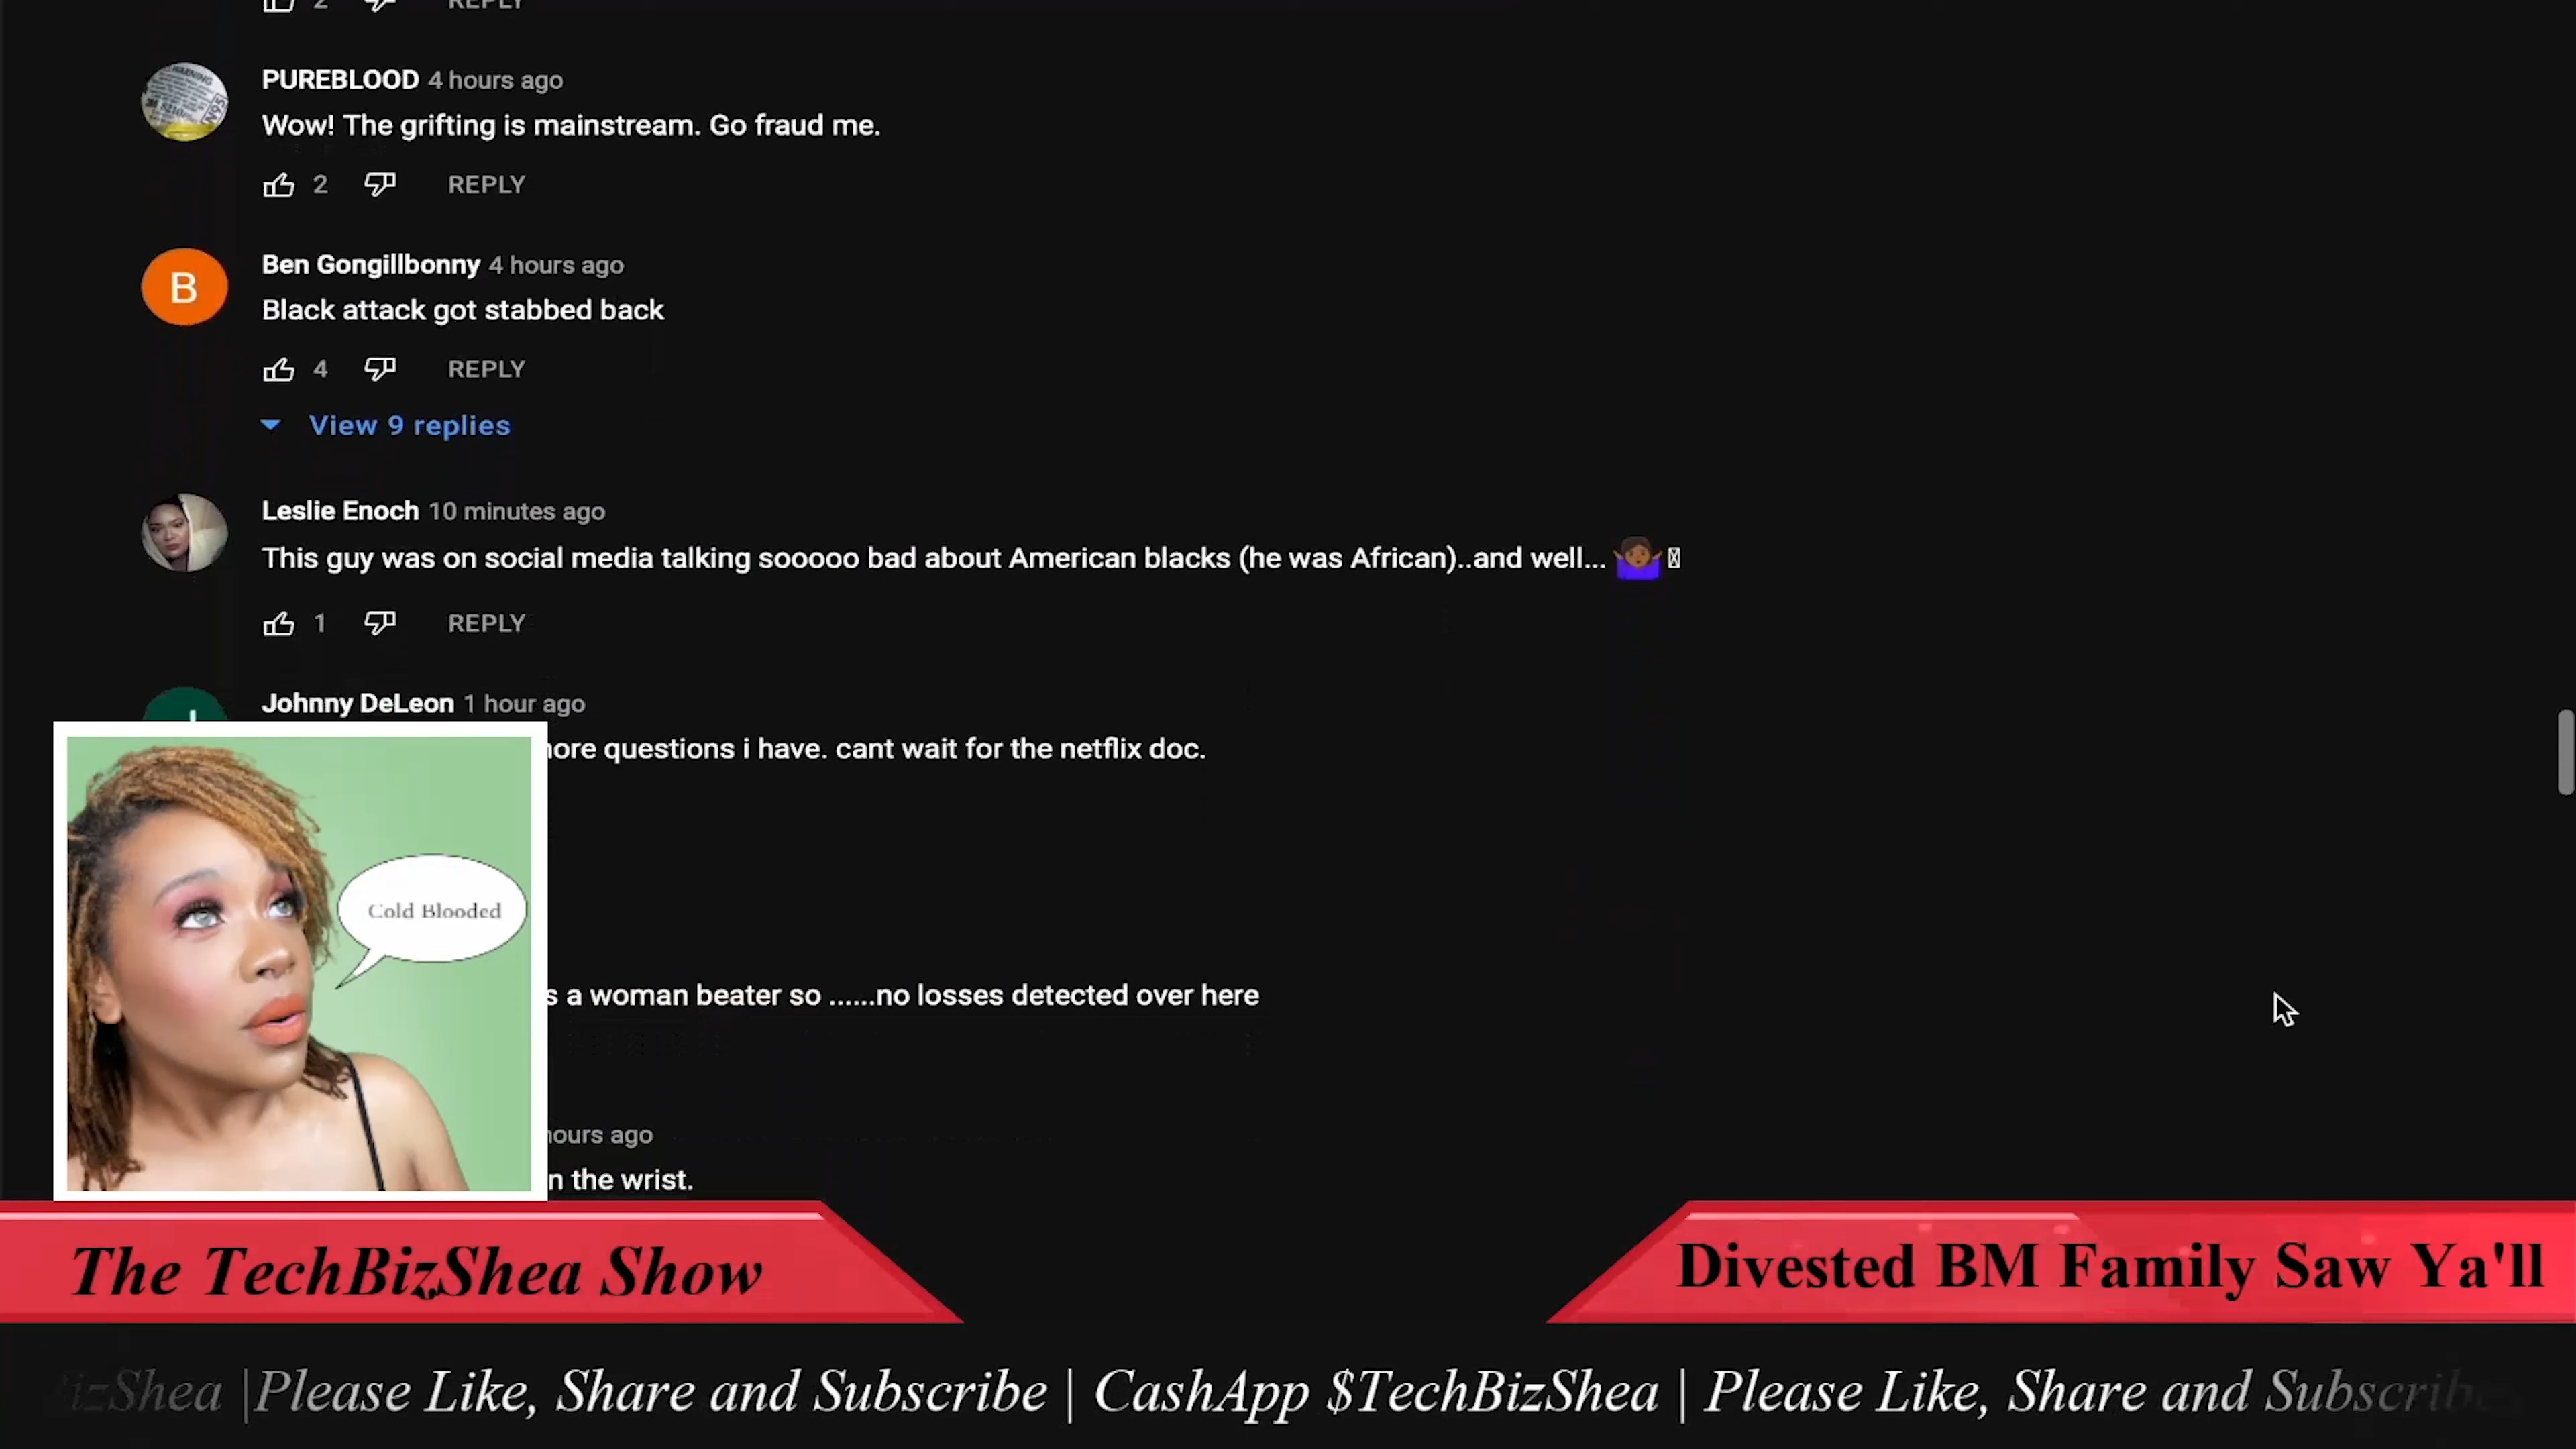 2 REPLY
PUREBLOOD 4 hours ago
Wow! The grifting is mainstream. Go fraud me.
2 REPLY
Ben Gongillbonny 4 hours ago
B
Black attack got stabbed back
4 REPLY
View 9 replies
Leslie Enoch 10 minutes ago
This guy was on social media talking sooooo bad about American blacks (he was African)..and well...
1 REPLY
Johnny DeLeon 1 hour ago
ore questions i have. cant wait for the netflix doc.
Cold Blooded
s a woman beater so ......no losses detected over here
hours ago
n the wrist.
The TechBizShea Show
Divested BM Family Saw Ya'll
izShea |Please Like, Share and Subscribe | CashApp $TechBizShea | Please Like, Share and Subscrib